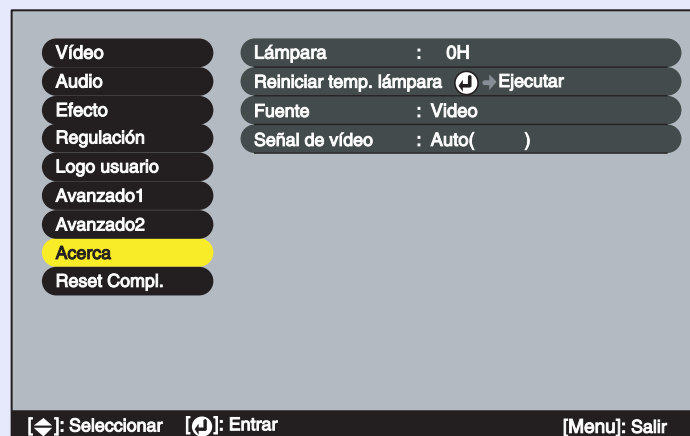 Vídeo
Audio
Efecto
Regulación
Logo usuario
Avanzado1
Avanzado2
Acerca
Reset Compl.
Lámpara : 0H
Reiniciar temp. lámpara Ejecutar
Fuente : Video
Señal de vídeo : Auto( )
[ ]: Seleccionar [ ]: Entrar [Menu]: Salir